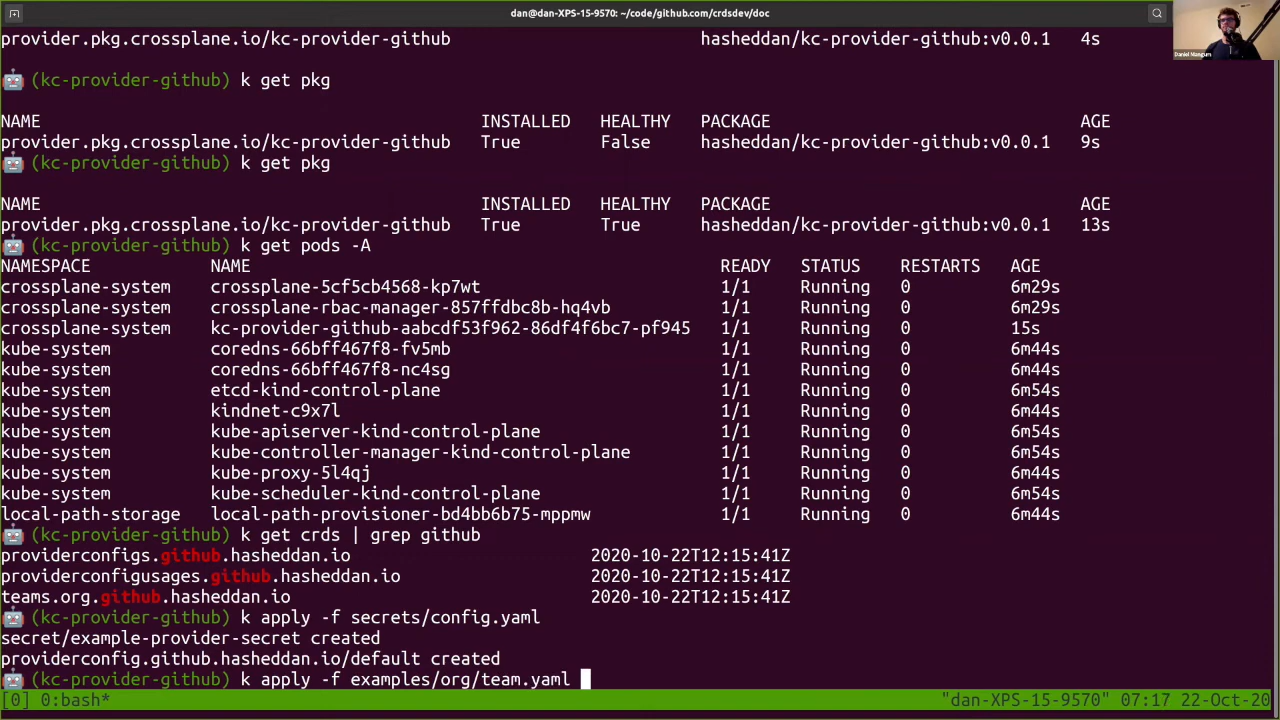 dan@dan-XPS-15-9570: ~/code/github.com/crdsdev/doc
Daniel Mangum
provider.pkg.crossplane.io/kc-provider-github hasheddan/kc-provider-github:v0.0.1 4s
(kc-provider-github) k get pkg
NAME INSTALLED HEALTHY PACKAGE AGE
provider.pkg.crossplane.io/kc-provider-github True False hasheddan/kc-provider-github:v0.0.1 9s
(kc-provider-github) k get pkg
NAME INSTALLED HEALTHY PACKAGE AGE
provider.pkg.crossplane.io/kc-provider-github True True hasheddan/kc-provider-github:v0.0.1 13s
(kc-provider-github) k get pods -A
NAMESPACE NAME READY STATUS RESTARTS AGE
crossplane-system crossplane-5cf5cb4568-kp7wt 1/1 Running 0 6m29s
crossplane-system crossplane-rbac-manager-857ffdbc8b-hq4vb 1/1 Running 0 6m29s
crossplane-system kc-provider-github-aabcdf53f962-86df4f6bc7-pf945 1/1 Running 0 15s
kube-system coredns-66bff467f8-fv5mb 1/1 Running 0 6m44s
kube-system coredns-66bff467f8-nc4sg 1/1 Running 0 6m44s
kube-system etcd-kind-control-plane 1/1 Running 0 6m54s
kube-system kindnet-c9x7l 1/1 Running 0 6m44s
kube-system kube-apiserver-kind-control-plane 1/1 Running 0 6m54s
kube-system kube-controller-manager-kind-control-plane 1/1 Running 0 6m54s
kube-system kube-proxy-5l4qj 1/1 Running 0 6m44s
kube-system kube-scheduler-kind-control-plane 1/1 Running 0 6m54s
local-path-storage local-path-provisioner-bd4bb6b75-mppmw 1/1 Running 0 6m44s
(kc-provider-github) k get crds | grep github
providerconfigs.github.hasheddan.io 2020-10-22T12:15:41Z
providerconfigusages.github.hasheddan.io 2020-10-22T12:15:41Z
teams.org.github.hasheddan.io 2020-10-22T12:15:41Z
(kc-provider-github) k apply -f secrets/config.yaml
secret/example-provider-secret created
providerconfig.github.hasheddan.io/default created
(kc-provider-github) k apply -f examples/org/team.yaml
[0] 0:bash* "dan-XPS-15-9570" 07:17 22-Oct-20